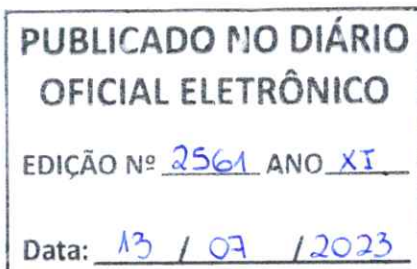 PUBLICADO NO DIÁRIO
OFICIAL ELETRÔNICO
EDIÇÃO Nº 2561 ANO XI
Data: 13 / 07 / 2023